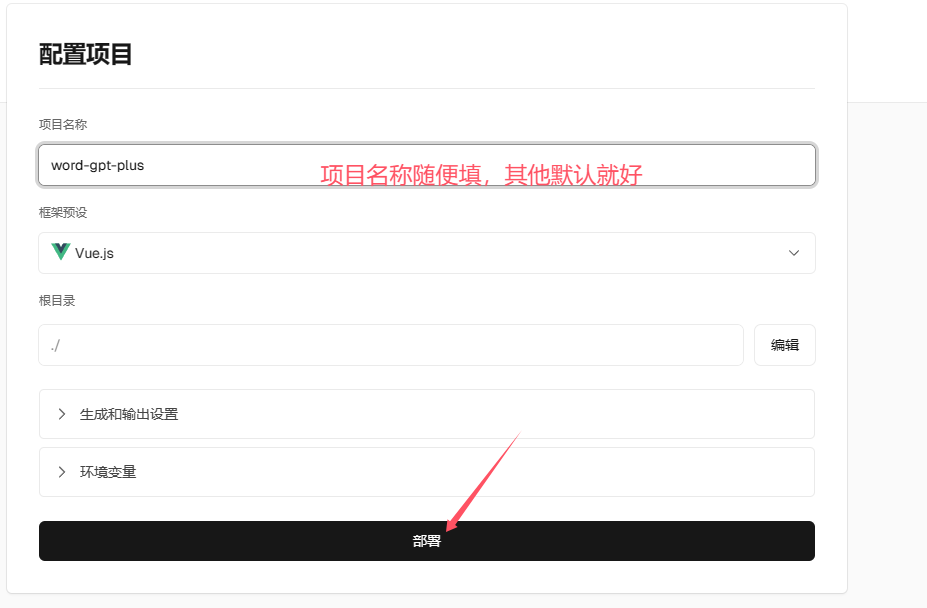 配置项目
项目名称
word-gpt-plus
项目名称随便填，其他默认就好
框架预设
Vue.js
根目录
./
编辑
生成和输出设置
环境变量
部署